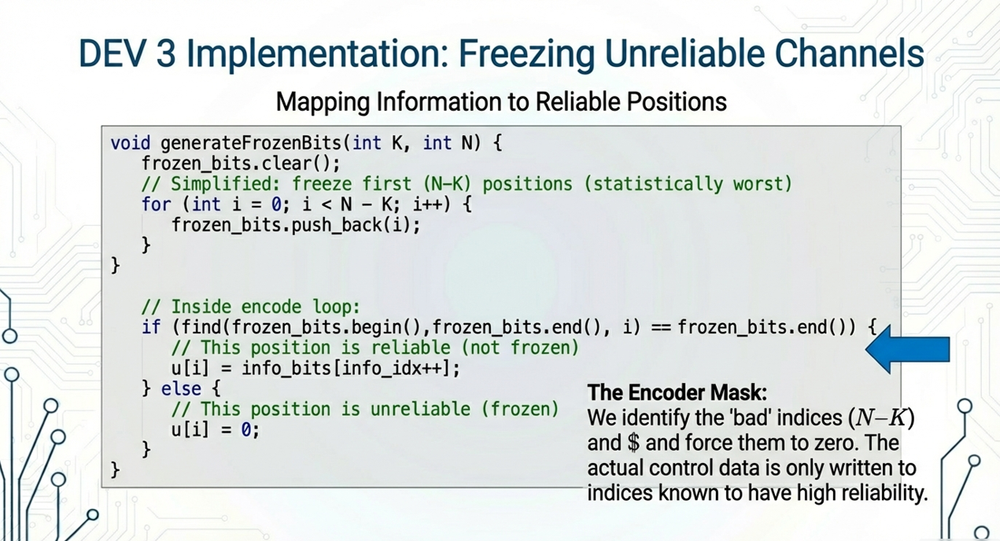 DEV 3 Implementation: Freezing Unreliable Channels
Mapping Information to Reliable Positions
void generateFrozenBits(int K, int N) {
frozen_bits.clear();
// Simplified: freeze first (N−K) positions (statistically worst)
for (int i = 0; i < N − K; i++) {
frozen_bits.push_back(i);
}
}
// Inside encode loop:
if (find(frozen_bits.begin(),frozen_bits.end(), i) == frozen_bits.end()) {
// This position is reliable (not frozen)
u[i] = info_bits[info_idx++];
} else {
// This position is unreliable (frozen)
u[i] = 0;
}
}
The Encoder Mask:
We identify the 'bad' indices (N−K)
and $ and force them to zero. The
actual control data is only written to
indices known to have high reliability.